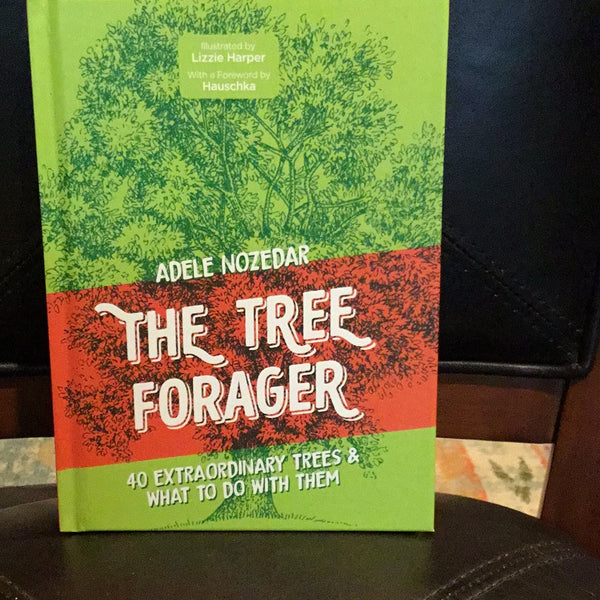 Illustrated by
Lizzie Harper
With a Foreword by
Hauschka
ADELE NOZEDAR
THE TREE
FORAGER
40 EXTRAORDINARY TREES &
WHAT TO DO WITH THEM